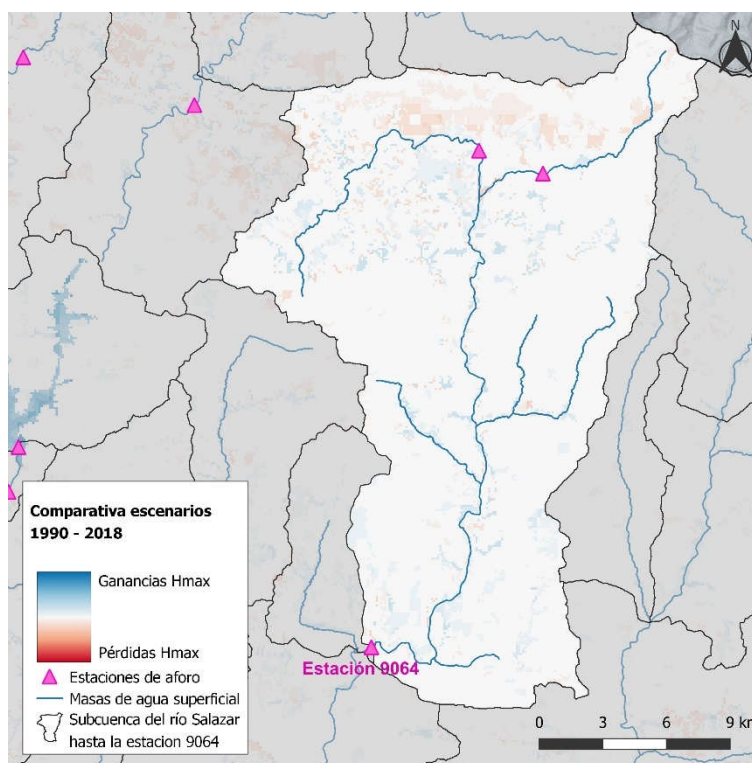 N
Comparativa escenarios
1990 - 2018
Ganancias Hmax
Pérdidas Hmax
Estaciones de aforo
Masas de agua superficial
Subcuenca del río Salazar
hasta la estacion 9064
Estación 9064
0 3 6 9 km